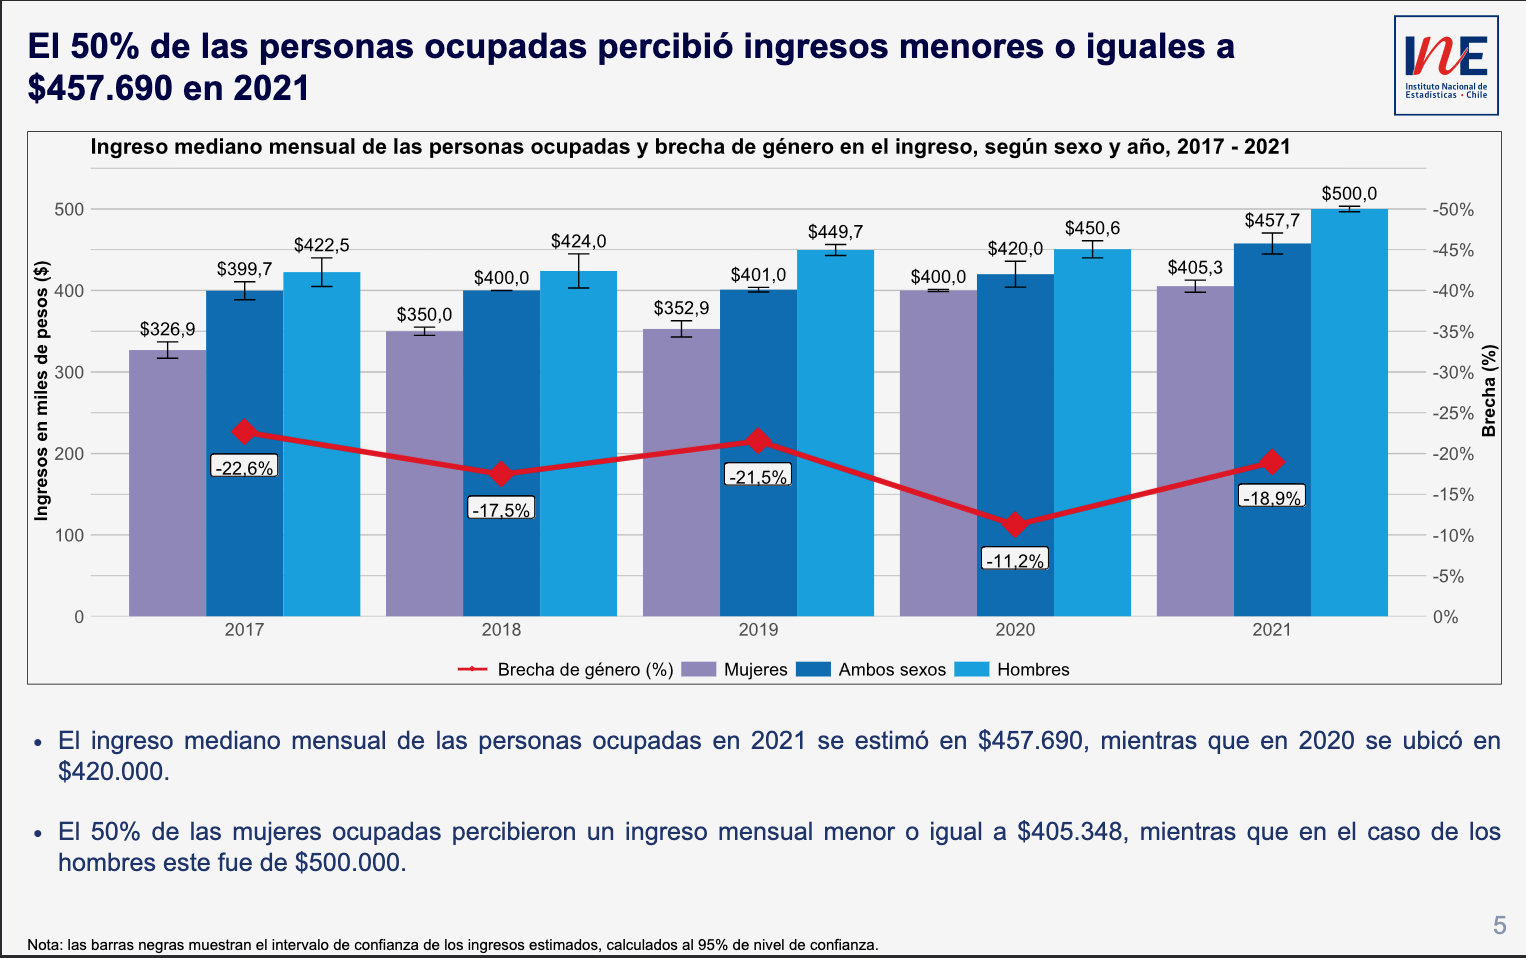 El 50% de las personas ocupadas percibió ingresos menores o iguales a
$457.690 en 2021
INE
Instituto Nacional de
Estadísticas • Chile
Ingreso mediano mensual de las personas ocupadas y brecha de género en el ingreso, según sexo y año, 2017 - 2021
Ingresos en miles de pesos ($)
500
400
300
200
100
0
$326,9
$399,7
$422,5
$350,0
$400,0
$424,0
$352,9
$401,0
$449,7
$400,0
$420,0
$450,6
$405,3
$457,7
$500,0
-22,6%
-17,5%
-21,5%
-11,2%
-18,9%
-50%
-45%
-40%
-35%
-30%
-25%
-20%
-15%
-10%
-5%
0%
Brecha (%)
2017 2018 2019 2020 2021
Brecha de género (%) Mujeres Ambos sexos Hombres
• El ingreso mediano mensual de las personas ocupadas en 2021 se estimó en $457.690, mientras que en 2020 se ubicó en
$420.000.
• El 50% de las mujeres ocupadas percibieron un ingreso mensual menor o igual a $405.348, mientras que en el caso de los
hombres este fue de $500.000.
5
Nota: las barras negras muestran el intervalo de confianza de los ingresos estimados, calculados al 95% de nivel de confianza.